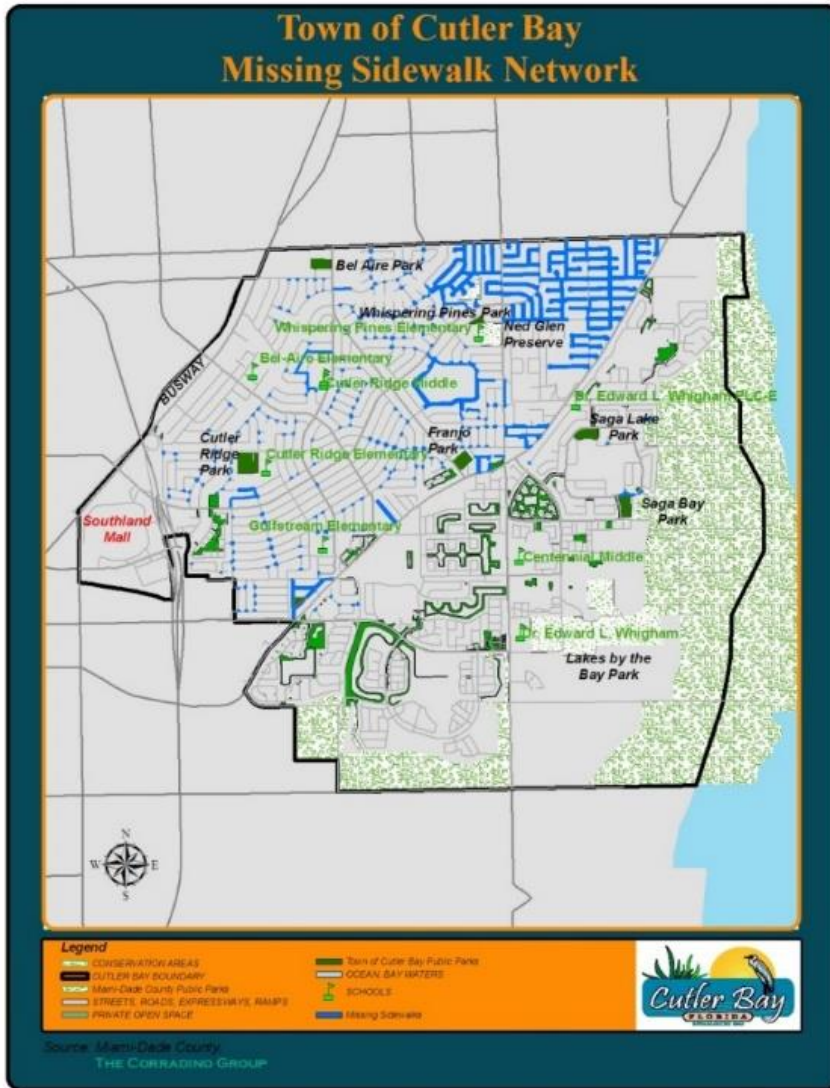 Town of Cutler Bay
Missing Sidewalk Network
Bel Aire Park
Whispering Pines Park
Whispering Pines Elementary
Ned Glen
Preserve
BUSWAY
Bel-Aire Elementary
Cutler Ridge Middle
Dr. Edward L. Whigham PLC-E
Saga Lake
Park
Franjo
Park
Cutler
Ridge
Park
Cutler Ridge Elementary
Saga Bay
Park
Southland
Mall
Gulfstream Elementary
Centennial Middle
Dr. Edward L. Whigham
Lakes by the
Bay Park
N
W E
S
Legend
CONSERVATION AREAS
CUTLER BAY BOUNDARY
Miami-Dade County Public Parks
STREETS, ROADS, EXPRESSWAYS, RAMPS
PRIVATE OPEN SPACE
Town of Cutler Bay Public Parks
OCEAN, BAY WATERS
SCHOOLS
Missing Sidewalks
Cutler Bay
FLORIDA
Source: Miami-Dade County
THE CORRADINO GROUP